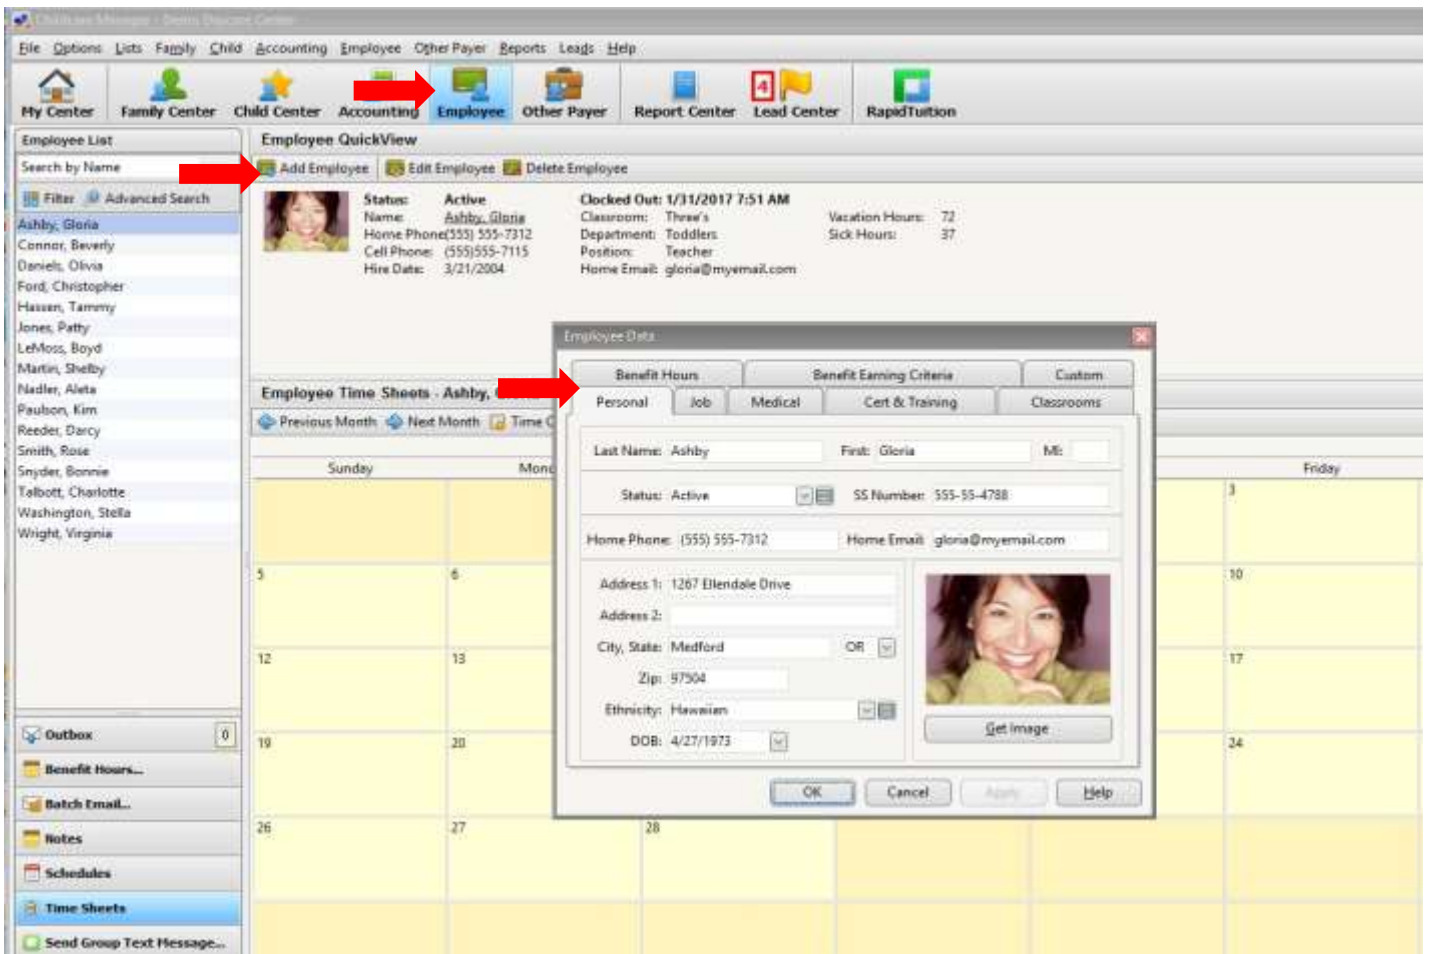 Childcare Manager - Demo Daycare Center
File Options Lists Family Child Accounting Employee Other Payer Reports Leads Help
4
My Center Family Center Child Center Accounting Employee Other Payer Report Center Lead Center RapidTuition
Employee List
Search by Name
Filter Advanced Search
Ashby, Gloria
Connor, Beverly
Daniels, Olivia
Ford, Christopher
Hassen, Tammy
Jones, Patty
LeMoss, Boyd
Martin, Shelby
Nadler, Aleta
Paulson, Kim
Reeder, Darcy
Smith, Rose
Snyder, Bonnie
Talbott, Charlotte
Washington, Stella
Wright, Virginia
Outbox 0
Benefit Hours...
Batch Email...
Notes
Schedules
Time Sheets
Send Group Text Message...
Employee QuickView
Add Employee Edit Employee Delete Employee
Status: Active
Name: Ashby, Gloria
Home Phone: (555) 555-7312
Cell Phone: (555)555-7115
Hire Date: 3/21/2004
Clocked Out: 1/31/2017 7:51 AM
Classroom: Three's
Department: Toddlers
Position: Teacher
Home Email: gloria@myemail.com
Vacation Hours: 72
Sick Hours: 37
Employee Time Sheets - Ashby,
Previous Month Next Month Time C
Sunday Mon Friday
3
5 6 10
12 13 17
19 20 24
26 27 28
Employee Data
Benefit Hours Benefit Earning Criteria Custom
Personal Job Medical Cert & Training Classrooms
Last Name: Ashby First: Gloria MI:
Status: Active SS Number: 555-55-4788
Home Phone: (555) 555-7312 Home Email: gloria@myemail.com
Address 1: 1267 Ellendale Drive
Address 2:
City, State: Medford OR
Zip: 97504
Ethnicity: Hawaiian
DOB: 4/27/1973
Get Image
OK Cancel Apply Help